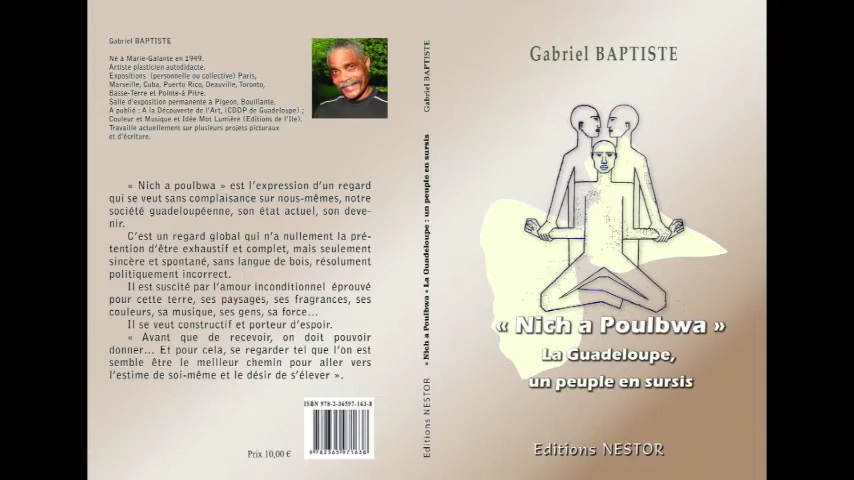 Gabriel BAPTISTE
Né à Marie-Galante en 1949.
Artiste plasticien autodidacte.
Expositions (personnelle ou collective) Paris,
Marseille, Cuba, Puerto Rico, Deauville, Toronto,
Basse-Terre et Pointe-à Pitre.
Salle d'exposition permanente à Pigeon, Bouillante.
A publié : A la Découverte de l'Art, (CDDP de Guadeloupe) ;
Couleur et Musique et Idée Mot Lumière (Editions de l'Ile).
Travaille actuellement sur plusieurs projets picturaux
et d'écriture.
« Nich a poulbwa » est l'expression d'un regard
qui se veut sans complaisance sur nous-mêmes, notre
société guadeloupéenne, son état actuel, son deve-
nir.
C'est un regard global qui n'a nullement la pré-
tention d'être exhaustif et complet, mais seulement
sincère et spontané, sans langue de bois, résolument
politiquement incorrect.
Il est suscité par l'amour inconditionnel éprouvé
pour cette terre, ses paysages, ses fragrances, ses
couleurs, sa musique, ses gens, sa force...
Il se veut constructif et porteur d'espoir.
« Avant que de recevoir, on doit pouvoir
donner... Et pour cela, se regarder tel que l'on est
semble être le meilleur chemin pour aller vers
l'estime de soi-même et le désir de s'élever ».
Prix 10,00 €
ISBN 978-2-36597-163-8
9 782365 971638
Gabriel BAPTISTE
« Nich a Poulbwa » La Guadeloupe : un peuple en sursis
Editions NESTOR
Gabriel BAPTISTE
« Nich a Poulbwa »
La Guadeloupe,
un peuple en sursis
Editions NESTOR